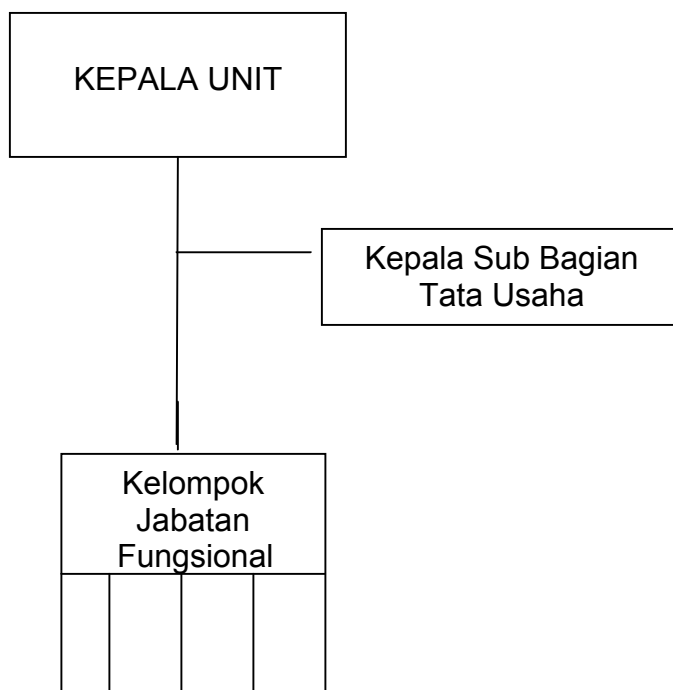 KEPALA UNIT
Kepala Sub Bagian
Tata Usaha
Kelompok
Jabatan
Fungsional